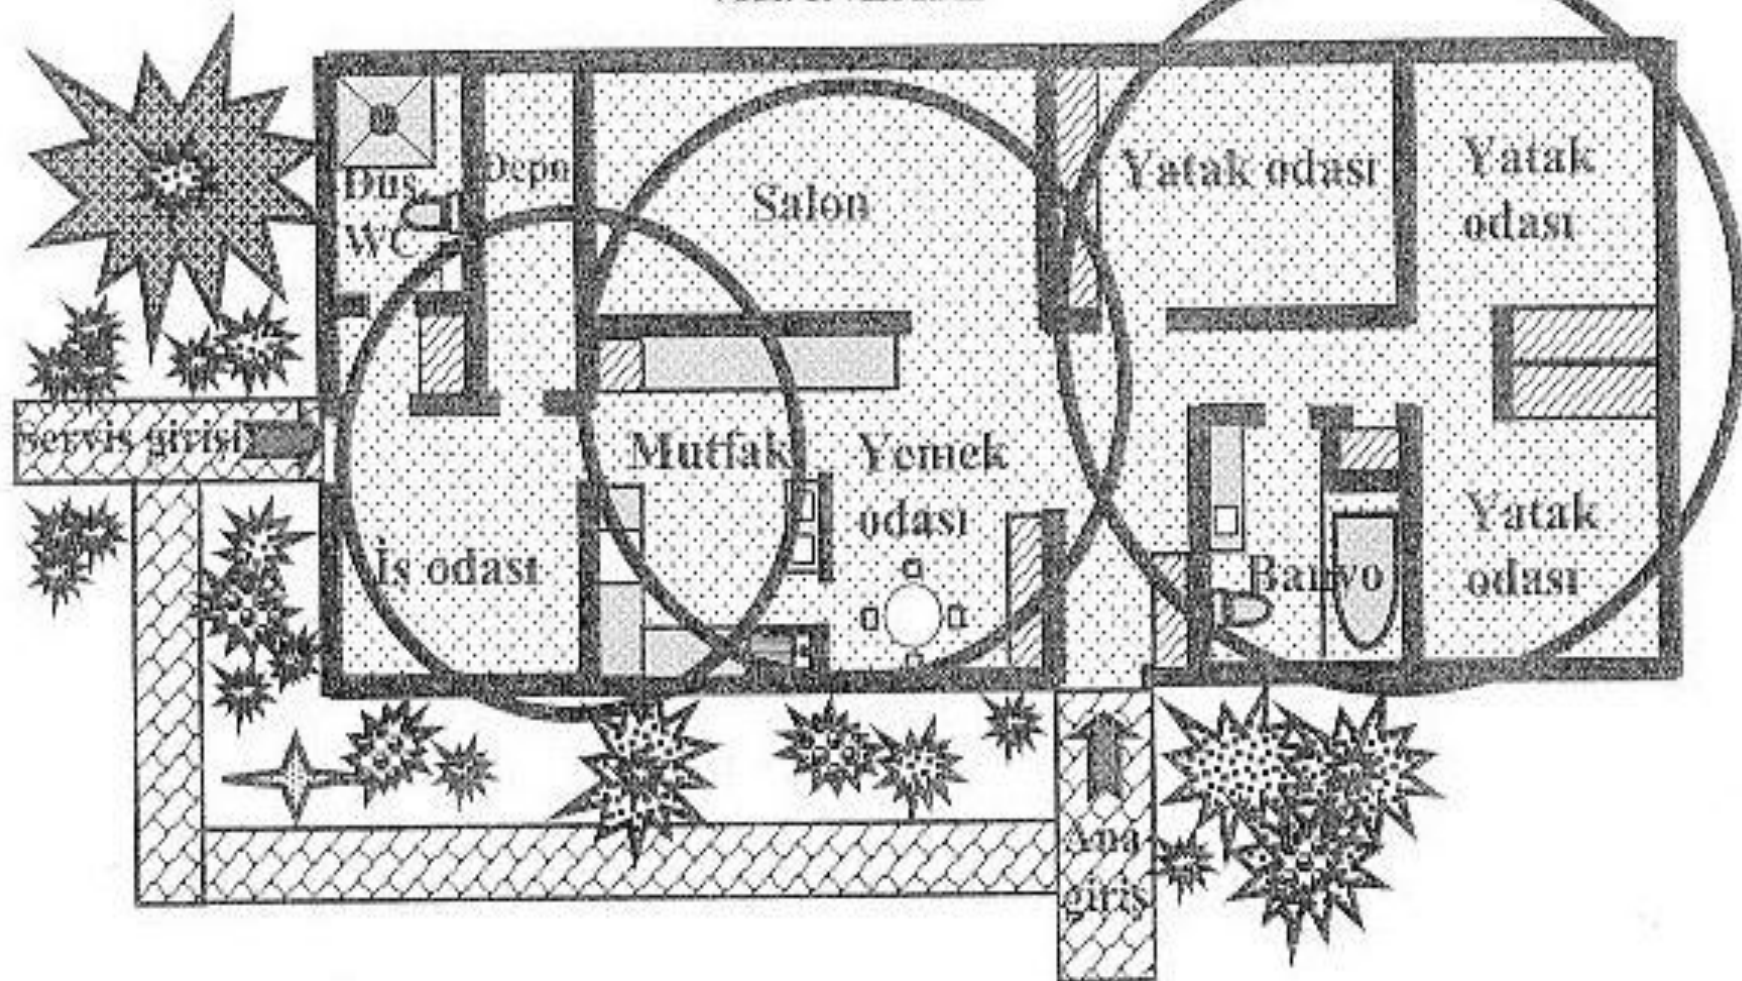 Duş
WC
Depo
Salon
Yatak odası
Yatak
odası
Servis girişi
Mutfak
Yemek
odası
İş odası
Banyo
Yatak
odası
Ana
giriş